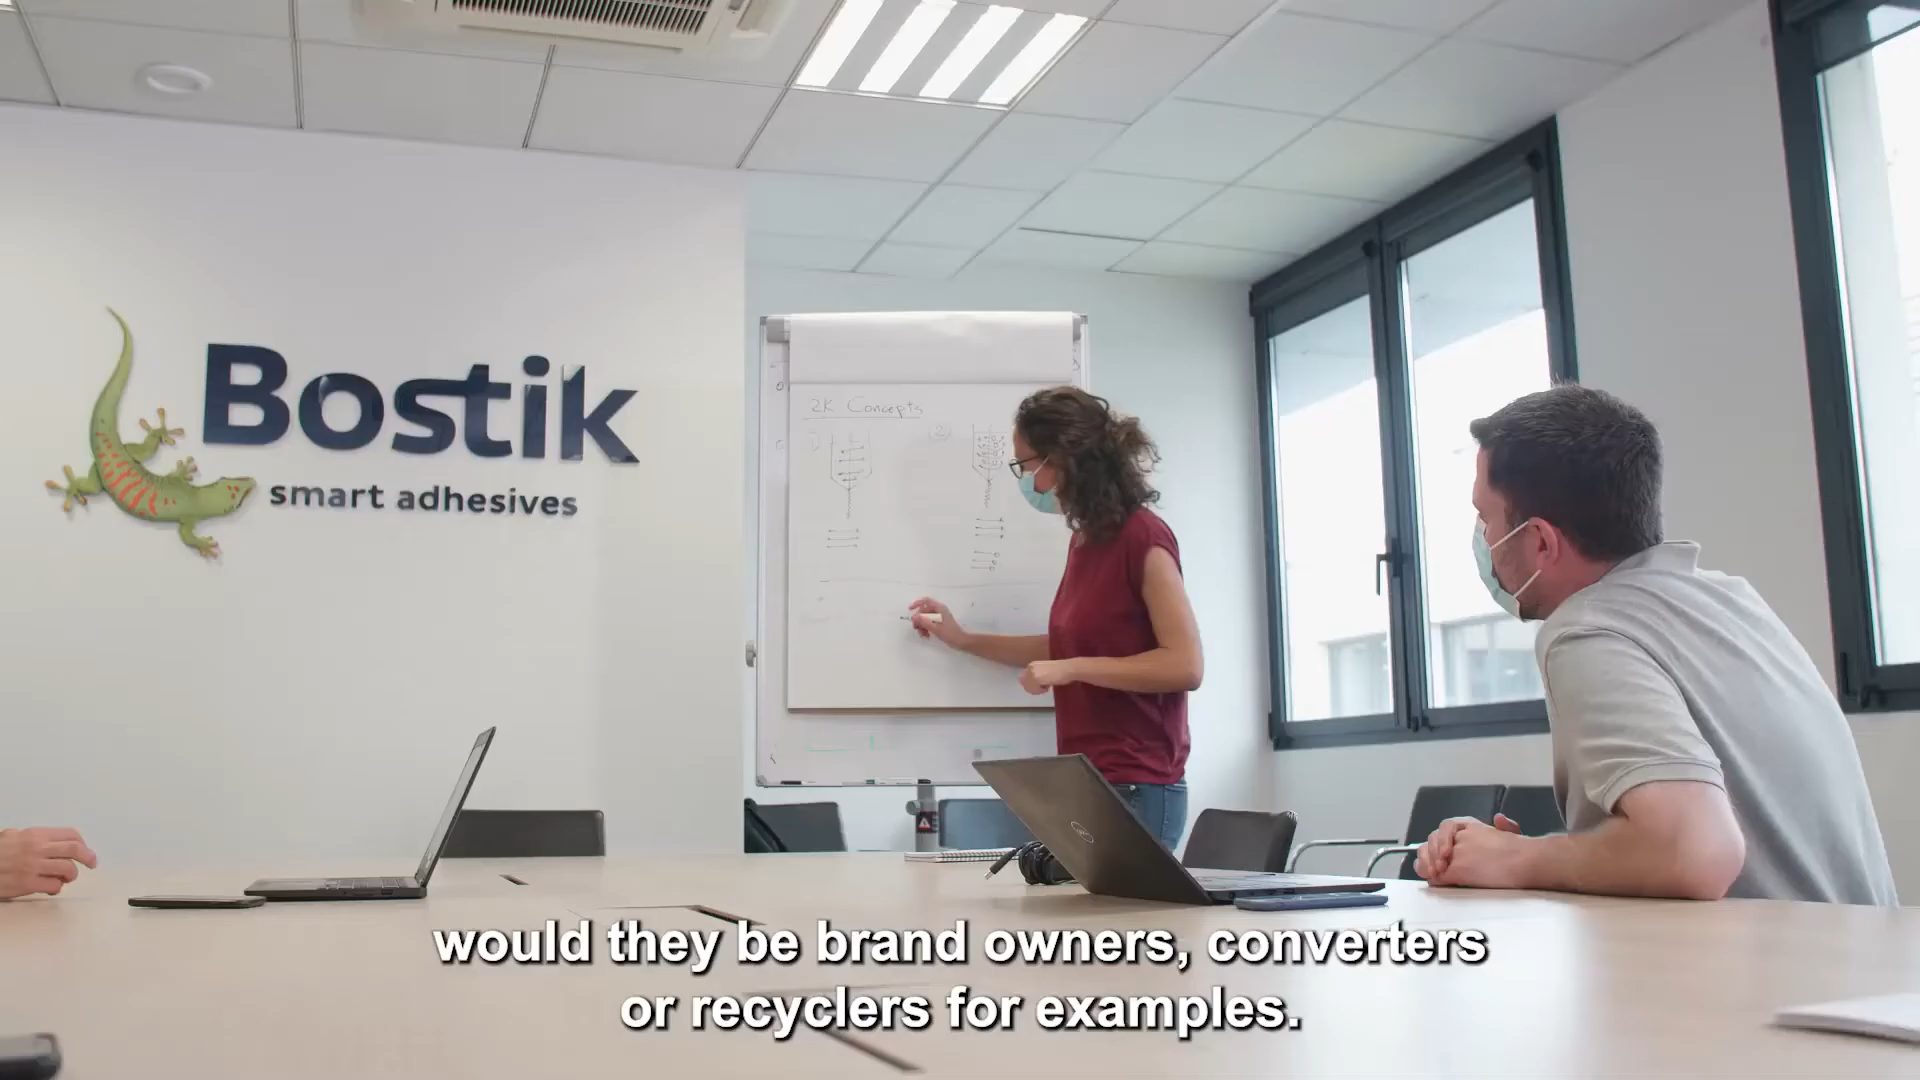 Bostik
smart adhesives
2K Concepts
would they be brand owners, converters
or recyclers for examples.